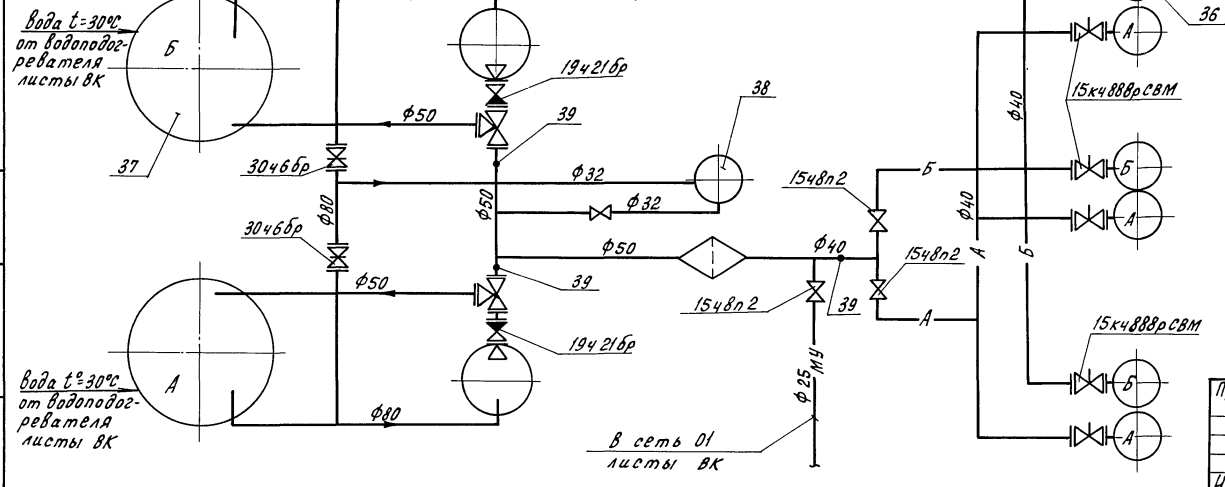 вода t=30°C
от водоподог-
ревателя
листы ВК
Б
37
19ч21бр
39
38
36
А
15кч888рСВМ
ф50
30ч6бр
ф32
ф50
ф80
ф32
30ч6бр
ф50
ф40
15ч8п2
Б
ф40
Б
А
ф40
А
Б
15ч8п2
ф50
39
15ч8п2
39
А
19ч21бр
А
вода t°=30°C
от водоподог-
ревателя
листы ВК
ф80
ф25 МУ
В сеть 01
листы ВК
15кч888рСВМ
Б
А